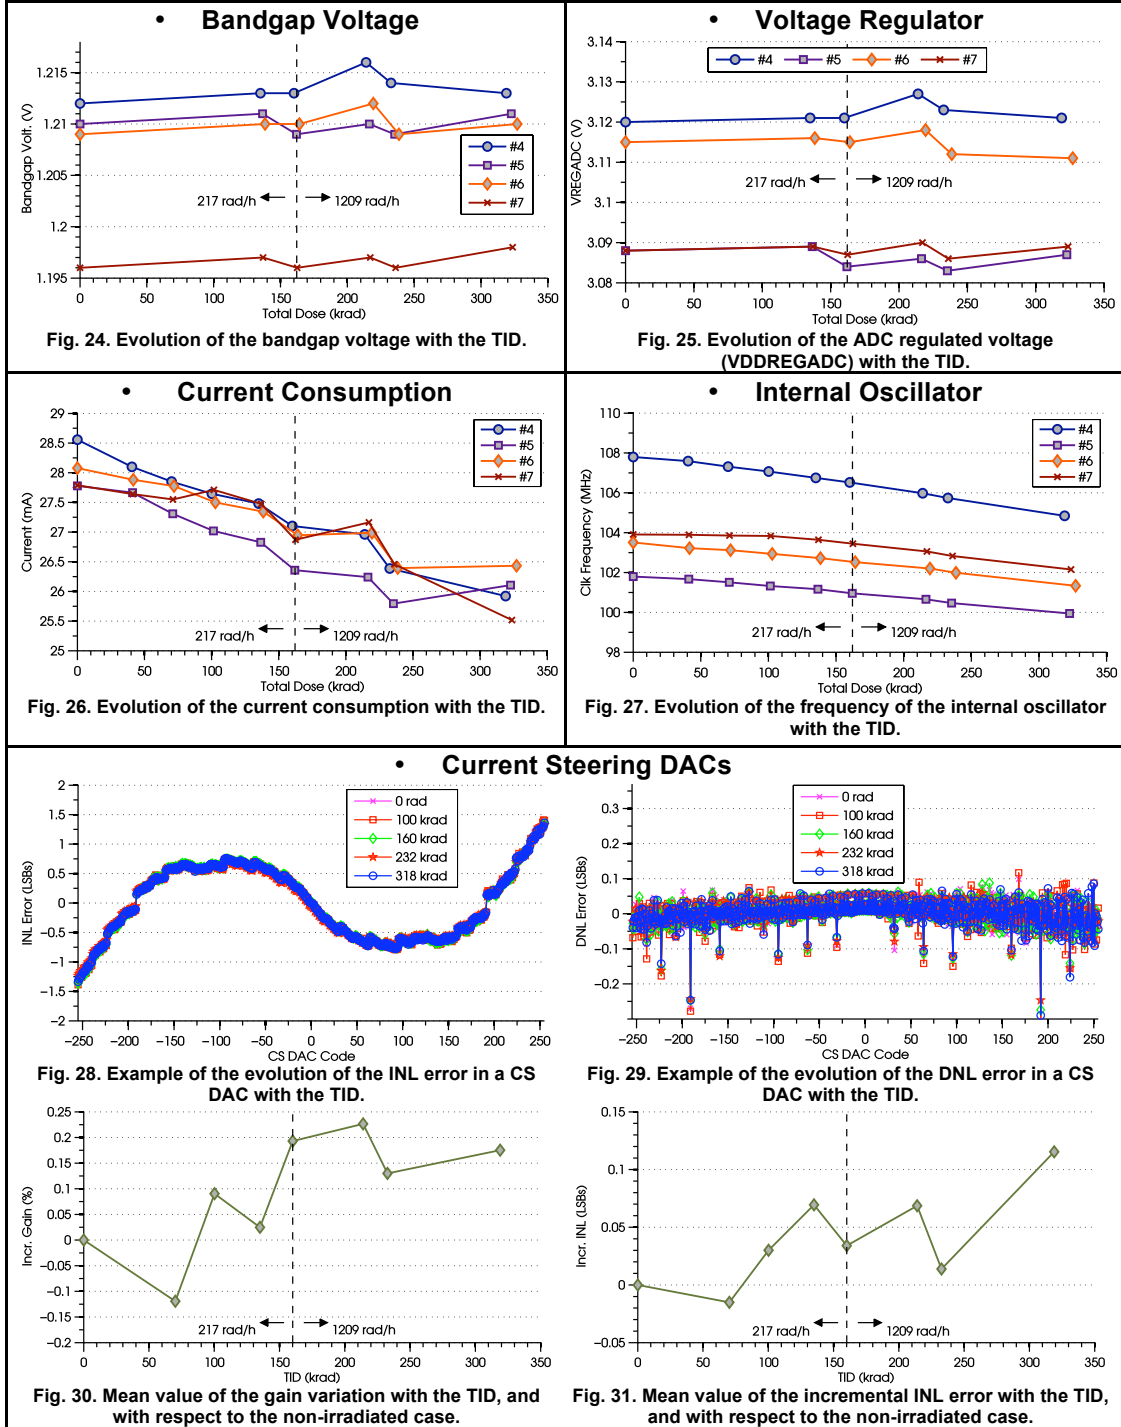 • Bandgap Voltage
1.215
1.21
1.205
1.2
1.195
Bandgap Volt. (V)
#4
#5
#6
#7
217 rad/h
1209 rad/h
0 50 100 150 200 250 300 350
Total Dose (krad)
Fig. 24. Evolution of the bandgap voltage with the TID.
• Voltage Regulator
3.14
3.13
3.12
3.11
3.1
3.09
3.08
VREGADC (V)
#4 #5 #6 #7
217 rad/h
1209 rad/h
0 50 100 150 200 250 300 350
Total Dose (krad)
Fig. 25. Evolution of the ADC regulated voltage
(VDDREGADC) with the TID.
• Current Consumption
29
28.5
28
27.5
27
26.5
26
25.5
25
Current (mA)
#4
#5
#6
#7
217 rad/h
1209 rad/h
0 50 100 150 200 250 300 350
Total Dose (krad)
Fig. 26. Evolution of the current consumption with the TID.
• Internal Oscillator
110
108
106
104
102
100
98
Clk Frequency (MHz)
#4
#5
#6
#7
217 rad/h
1209 rad/h
0 50 100 150 200 250 300 350
Total Dose (krad)
Fig. 27. Evolution of the frequency of the internal oscillator
with the TID.
• Current Steering DACs
2
1.5
1
0.5
0
−0.5
−1
−1.5
−2
INL Error (LSBs)
0 rad
100 krad
160 krad
232 krad
318 krad
−250 −200 −150 −100 −50 0 50 100 150 200 250
CS DAC Code
Fig. 28. Example of the evolution of the INL error in a CS
DAC with the TID.
0.3
0.2
0.1
0
−0.1
−0.2
DNL Error (LSBs)
0 rad
100 krad
160 krad
232 krad
318 krad
−250 −200 −150 −100 −50 0 50 100 150 200 250
CS DAC Code
Fig. 29. Example of the evolution of the DNL error in a CS
DAC with the TID.
0.25
0.2
0.15
0.1
0.05
0
−0.05
−0.1
−0.15
−0.2
Incr. Gain (%)
217 rad/h
1209 rad/h
0 50 100 150 200 250 300 350
TID (krad)
Fig. 30. Mean value of the gain variation with the TID, and
with respect to the non-irradiated case.
0.15
0.1
0.05
0
−0.05
Incr. INL (LSBs)
217 rad/h
1209 rad/h
0 50 100 150 200 250 300 350
TID (krad)
Fig. 31. Mean value of the incremental INL error with the TID,
and with respect to the non-irradiated case.